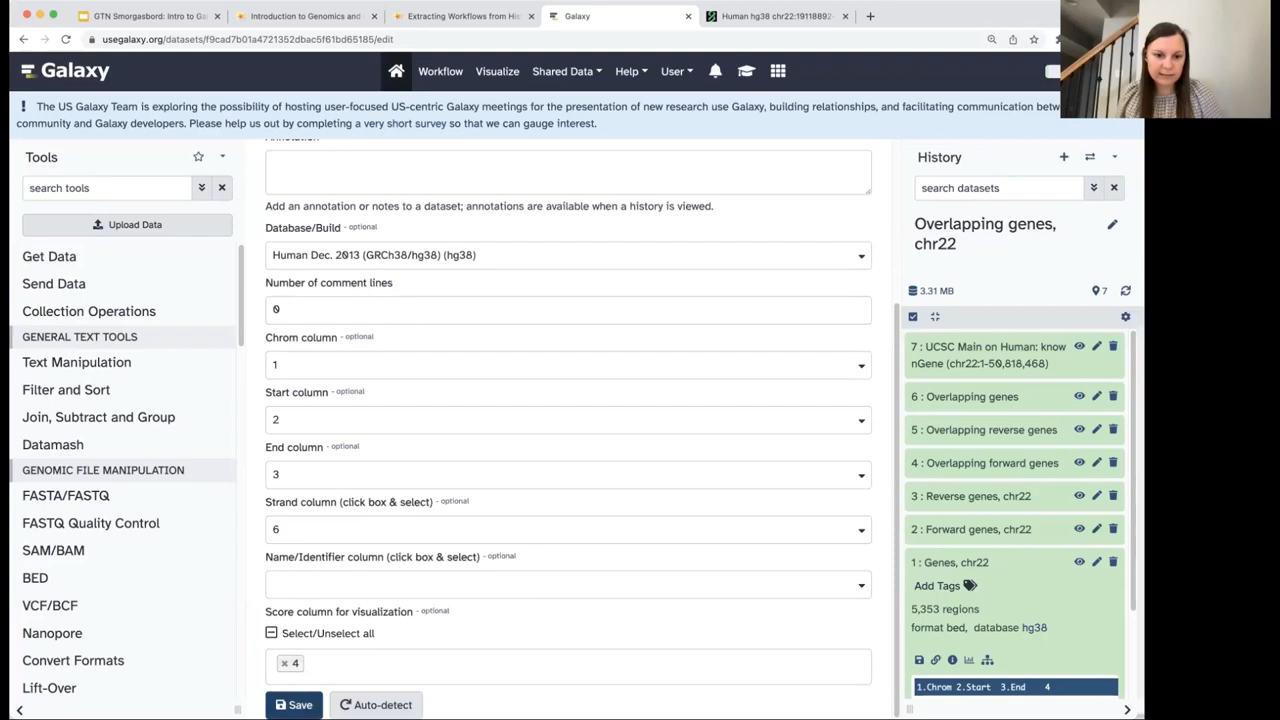 GTN Smorgasbord: Intro to Ga
Introduction to Genomics and
Extracting Workflows from His
Galaxy
Human hg38 chr22:19118892-
usegalaxy.org/datasets/f9cad7b01a4721352dbac5f61bd65185/edit
Galaxy
Workflow
Visualize
Shared Data
Help
User
! The US Galaxy Team is exploring the possibility of hosting user-focused US-centric Galaxy meetings for the presentation of new research use Galaxy, building relationships, and facilitating communication betw
community and Galaxy developers. Please help us out by completing a very short survey so that we can gauge interest.
Tools
search tools
Upload Data
Get Data
Send Data
Collection Operations
GENERAL TEXT TOOLS
Text Manipulation
Filter and Sort
Join, Subtract and Group
Datamash
GENOMIC FILE MANIPULATION
FASTA/FASTQ
FASTQ Quality Control
SAM/BAM
BED
VCF/BCF
Nanopore
Convert Formats
Lift-Over
Annotation
Add an annotation or notes to a dataset; annotations are available when a history is viewed.
Database/Build - optional
Human Dec. 2013 (GRCh38/hg38) (hg38)
Number of comment lines
0
Chrom column - optional
1
Start column - optional
2
End column - optional
3
Strand column (click box & select) - optional
6
Name/Identifier column (click box & select) - optional
Score column for visualization - optional
Select/Unselect all
4
Save
Auto-detect
History
search datasets
Overlapping genes,
chr22
3.31 MB
7
7 : UCSC Main on Human: know
nGene (chr22:1-50,818,468)
6 : Overlapping genes
5 : Overlapping reverse genes
4 : Overlapping forward genes
3 : Reverse genes, chr22
2 : Forward genes, chr22
1 : Genes, chr22
Add Tags
5,353 regions
format bed, database hg38
1.Chrom 2.Start 3.End 4